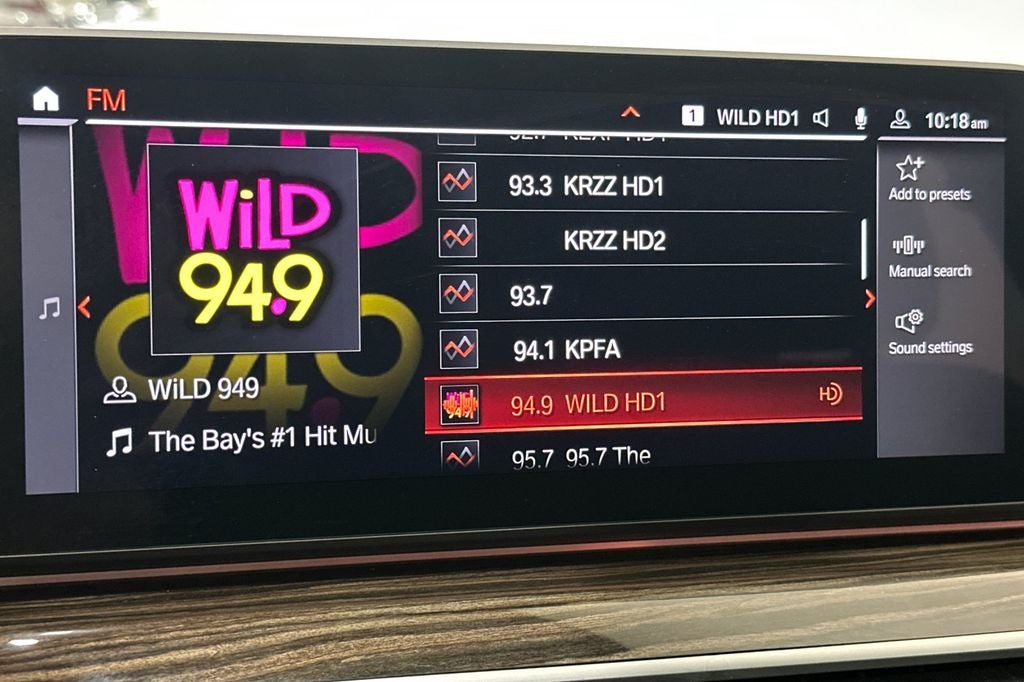 FM
1 WILD HD1 10:18 am
WiLD
94.9
WiLD 949
The Bay's #1 Hit Mu
93.3 KRZZ HD1
KRZZ HD2
93.7
94.1 KPFA
94.9 WILD HD1 HD
95.7 95.7 The
Add to presets
Manual search
Sound settings